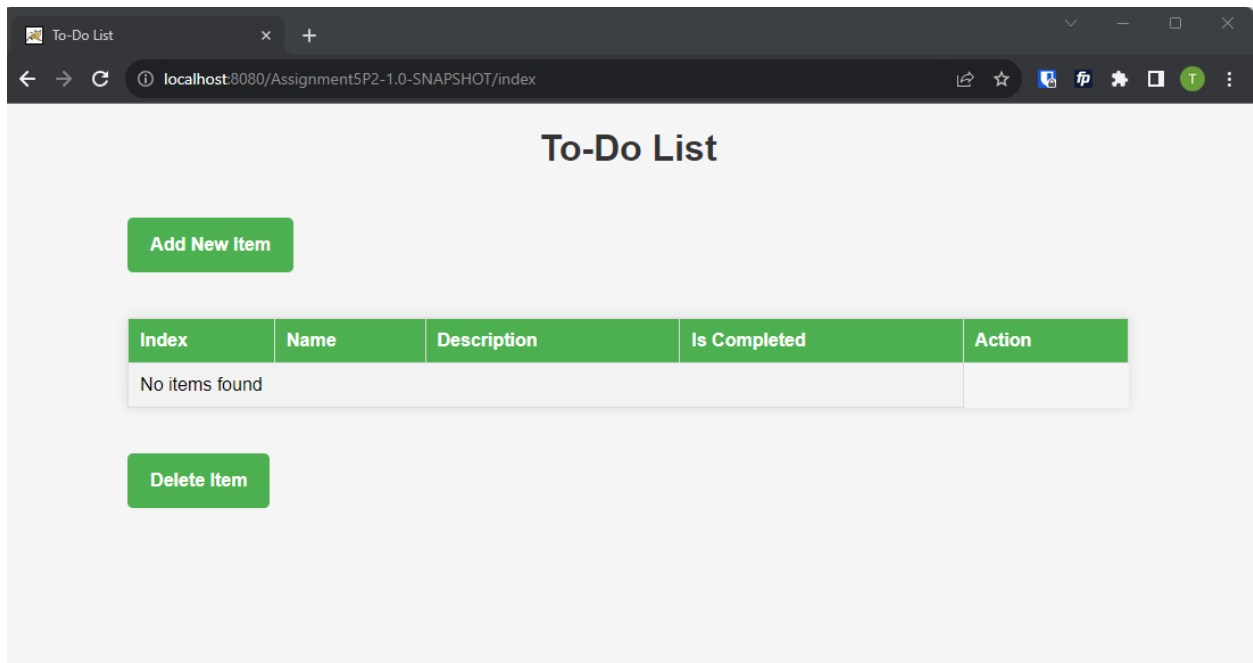 To-Do List
localhost:8080/Assignment5P2-1.0-SNAPSHOT/index
fp
T
To-Do List
Add New Item
Index Name Description Is Completed Action
No items found
Delete Item